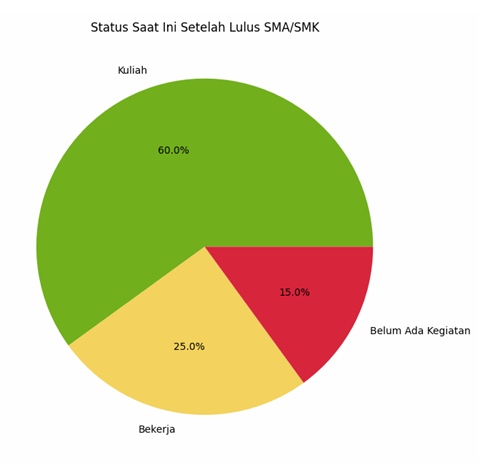 Status Saat Ini Setelah Lulus SMA/SMK
Kuliah
60.0%
15.0%
Belum Ada Kegiatan
25.0%
Bekerja